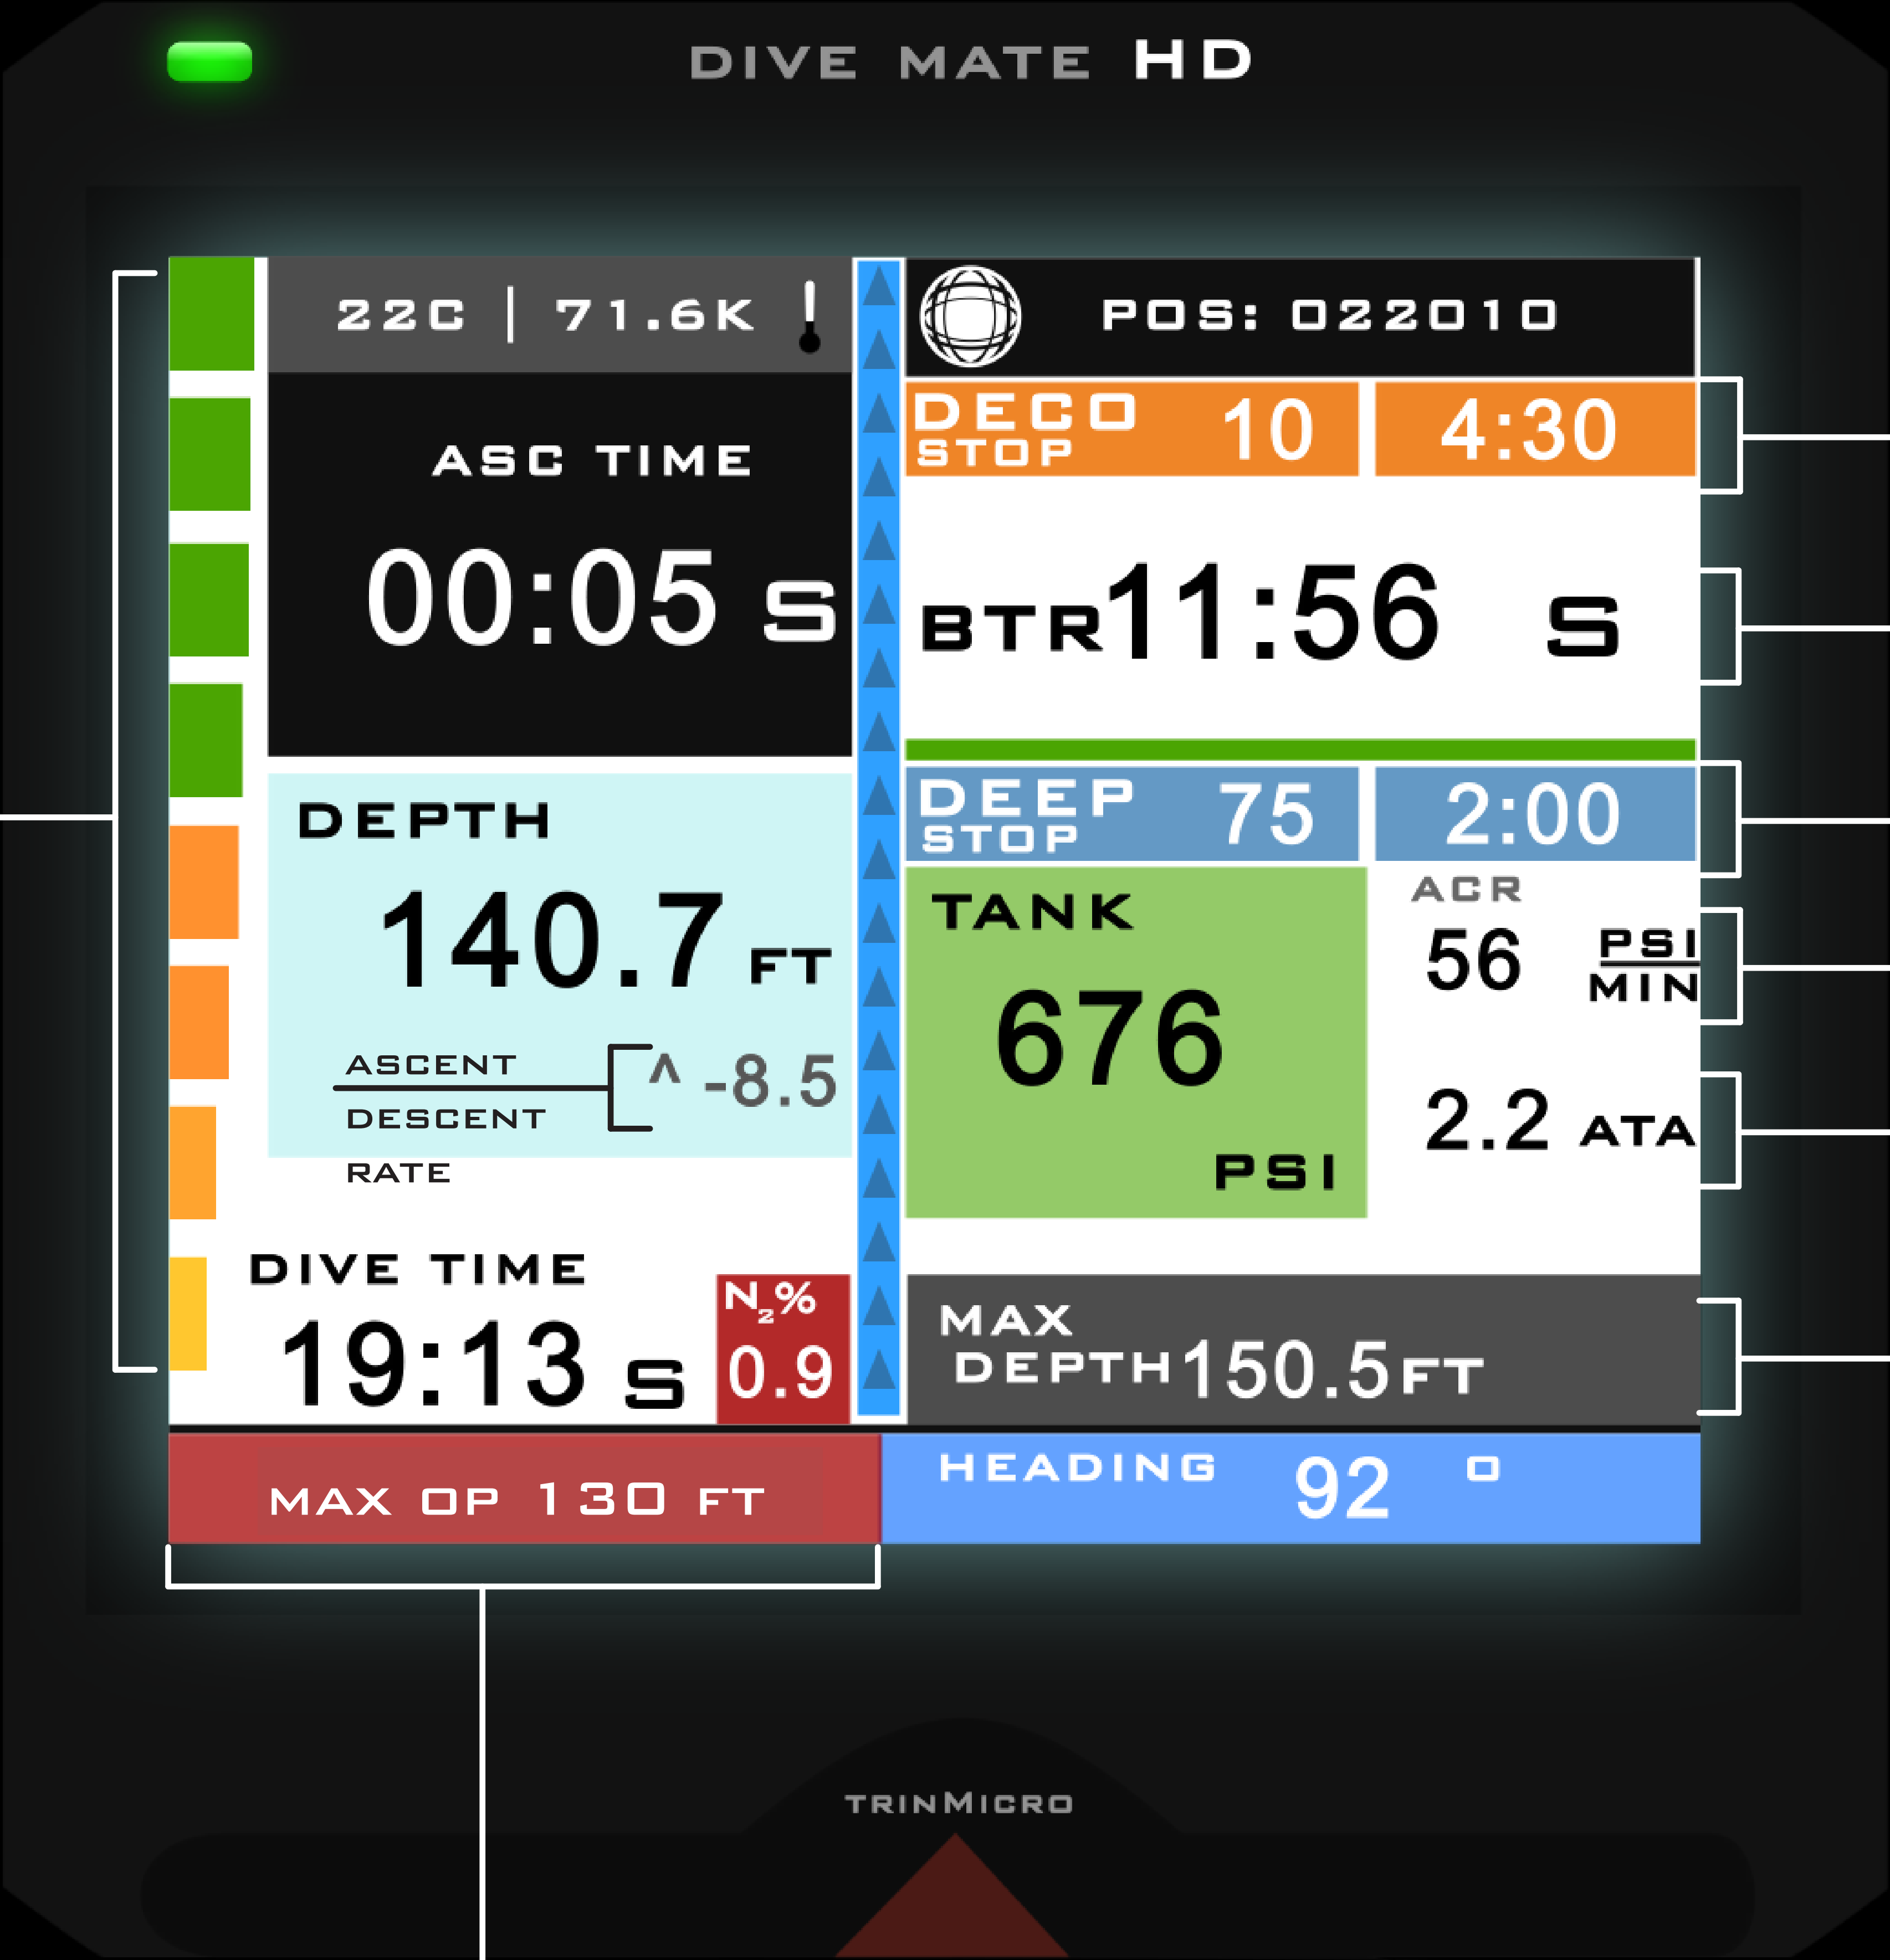 DIVE MATE HD
22C | 71.6K
ASC TIME
00:05 S
DEPTH
140.7 FT
ASCENT
DESCENT
RATE
^ -8.5
DIVE TIME
19:13 S
N2%
0.9
MAX OP 130 FT
POS: 022010
DECO STOP 10 4:30
BTR 11:56 S
DEEP STOP 75 2:00
TANK
676
PSI
ACR
56 PSI/MIN
2.2 ATA
MAX
DEPTH 150.5 FT
HEADING 92 °
TRINMICRO